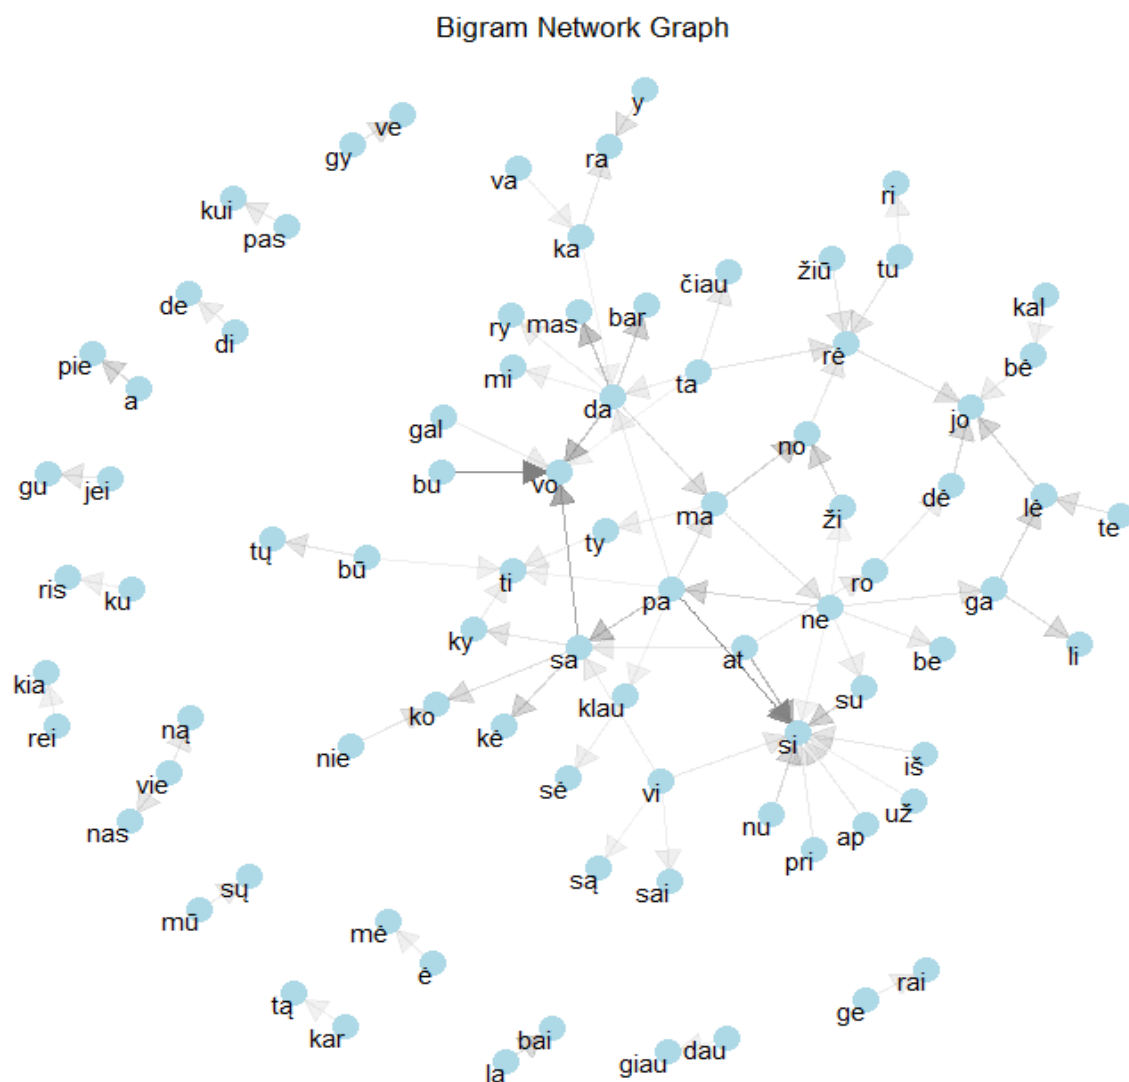 Bigram Network Graph
y
ve
gy
ra
va
ri
kui
pas
ka
žiū
tu
čiau
de
kal
ry
mas
bar
di
rė
pie
bė
mi
ta
a
da
jo
gal
no
gu
jei
bu
vo
dė
lė
ma
ži
te
tų
ty
bū
ti
ro
ris
ku
pa
ne
ga
ky
sa
at
be
li
kia
klau
su
rei
ną
ko
kė
si
nie
iš
vie
sė
vi
už
nas
nu
ap
pri
są
sai
sų
mū
mė
ė
rai
tą
ge
kar
bai
giau
dau
la